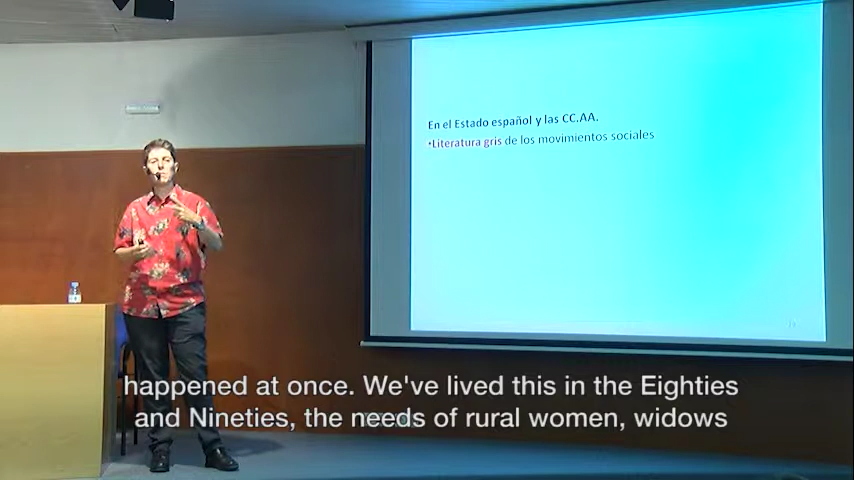 En el Estado español y las CC.AA.
•Literatura gris de los movimientos sociales
happened at once. We've lived this in the Eighties
and Nineties, the needs of rural women, widows